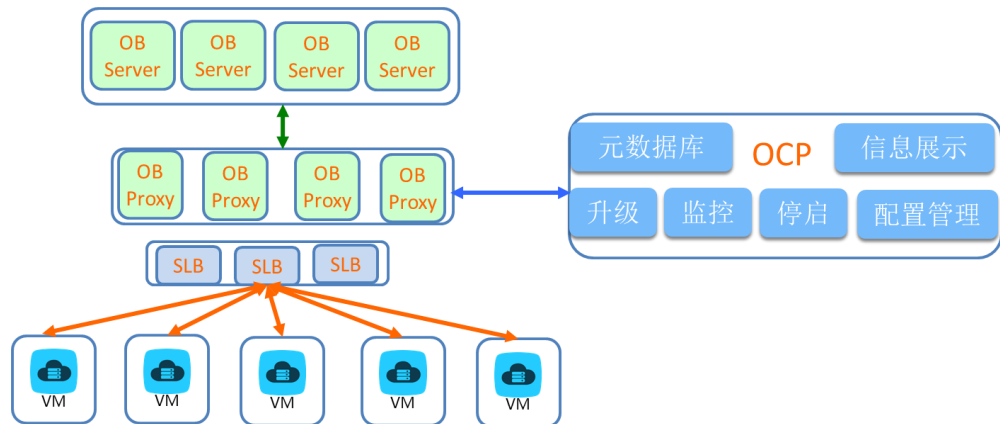 OB
Server
OB
Server
OB
Server
OB
Server
OB
Proxy
OB
Proxy
OB
Proxy
OB
Proxy
元数据库
OCP
信息展示
升级
监控
停启
配置管理
SLB
SLB
SLB
VM
VM
VM
VM
VM